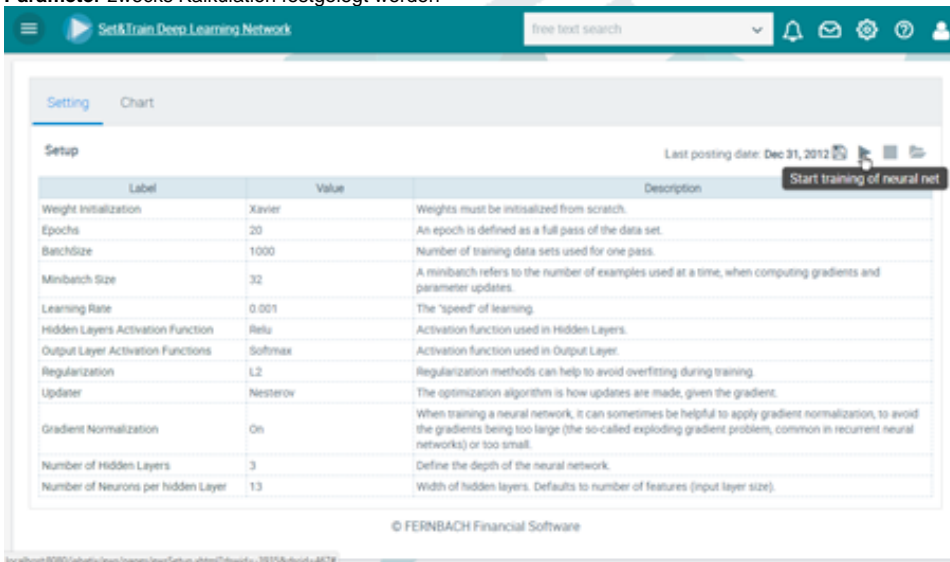 Parameter zwecks Kalkulation festgelegt werden
Set&Train Deep Learning Network
free text search
Setting Chart
Setup
Last posting date: Dec 31, 2012
Start training of neural net
Label Value Description
Weight Initialization Xavier Weights must be initisalized from scratch.
Epochs 20 An epoch is defined as a full pass of the data set.
BatchSize 1000 Number of training data sets used for one pass.
Minibatch Size 32 A minibatch refers to the number of examples used at a time, when computing gradients and
parameter updates.
Learning Rate 0.001 The "speed" of learning.
Hidden Layers Activation Function Relu Activation function used in Hidden Layers.
Output Layer Activation Functions Softmax Activation function used in Output Layer.
Regularization L2 Regularization methods can help to avoid overfitting during training.
Updater Nesterov The optimization algorithm is how updates are made, given the gradient.
Gradient Normalization On When training a neural network, it can sometimes be helpful to apply gradient normalization, to avoid
the gradients being too large (the so-called exploding gradient problem, common in recurrent neural
networks) or too small.
Number of Hidden Layers 3 Define the depth of the neural network.
Number of Neurons per hidden Layer 13 Width of hidden layers. Defaults to number of features (input layer size).
© FERNBACH Financial Software